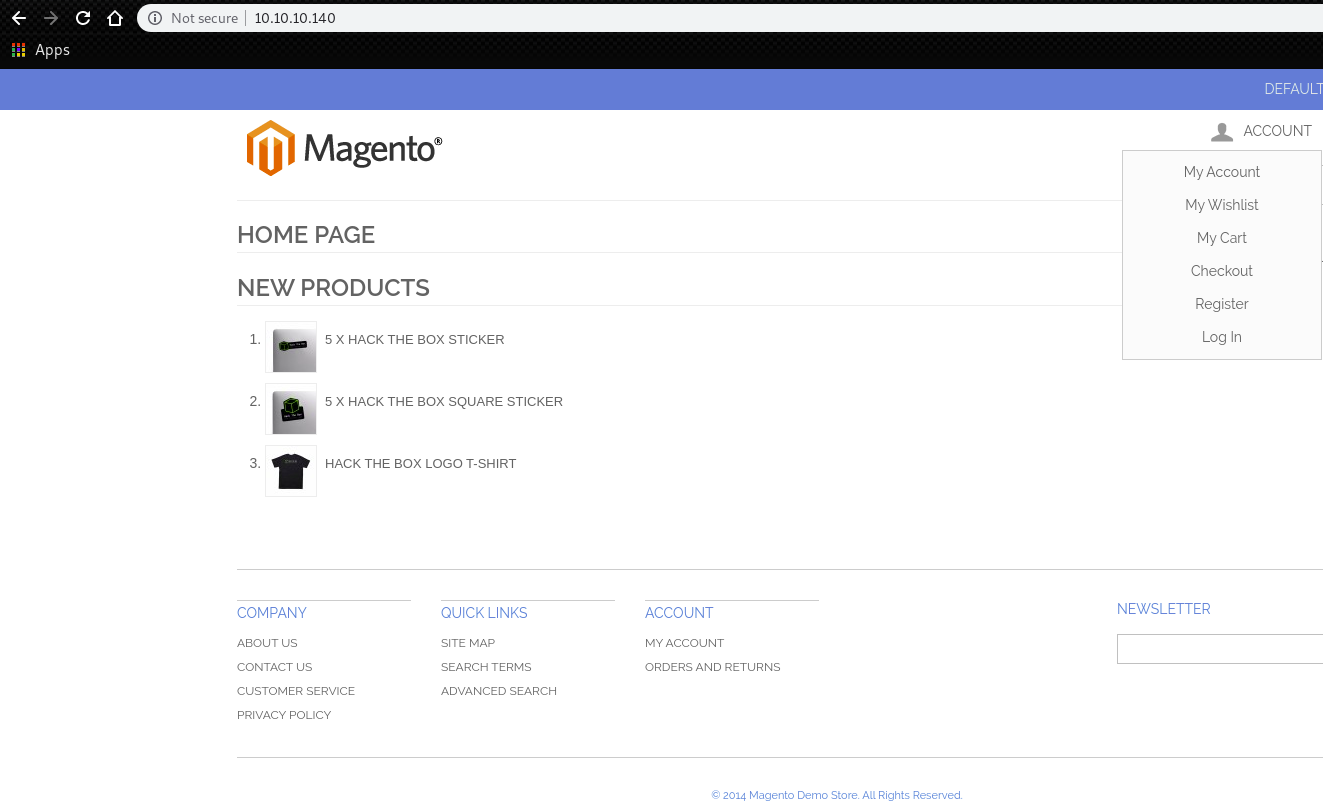 Not secure 10.10.10.140
Apps
DEFAULT
Magento®
ACCOUNT
My Account
My Wishlist
My Cart
Checkout
Register
Log In
HOME PAGE
NEW PRODUCTS
1. 5 X HACK THE BOX STICKER
2. 5 X HACK THE BOX SQUARE STICKER
3. HACK THE BOX LOGO T-SHIRT
COMPANY
ABOUT US
CONTACT US
CUSTOMER SERVICE
PRIVACY POLICY
QUICK LINKS
SITE MAP
SEARCH TERMS
ADVANCED SEARCH
ACCOUNT
MY ACCOUNT
ORDERS AND RETURNS
NEWSLETTER
© 2014 Magento Demo Store. All Rights Reserved.